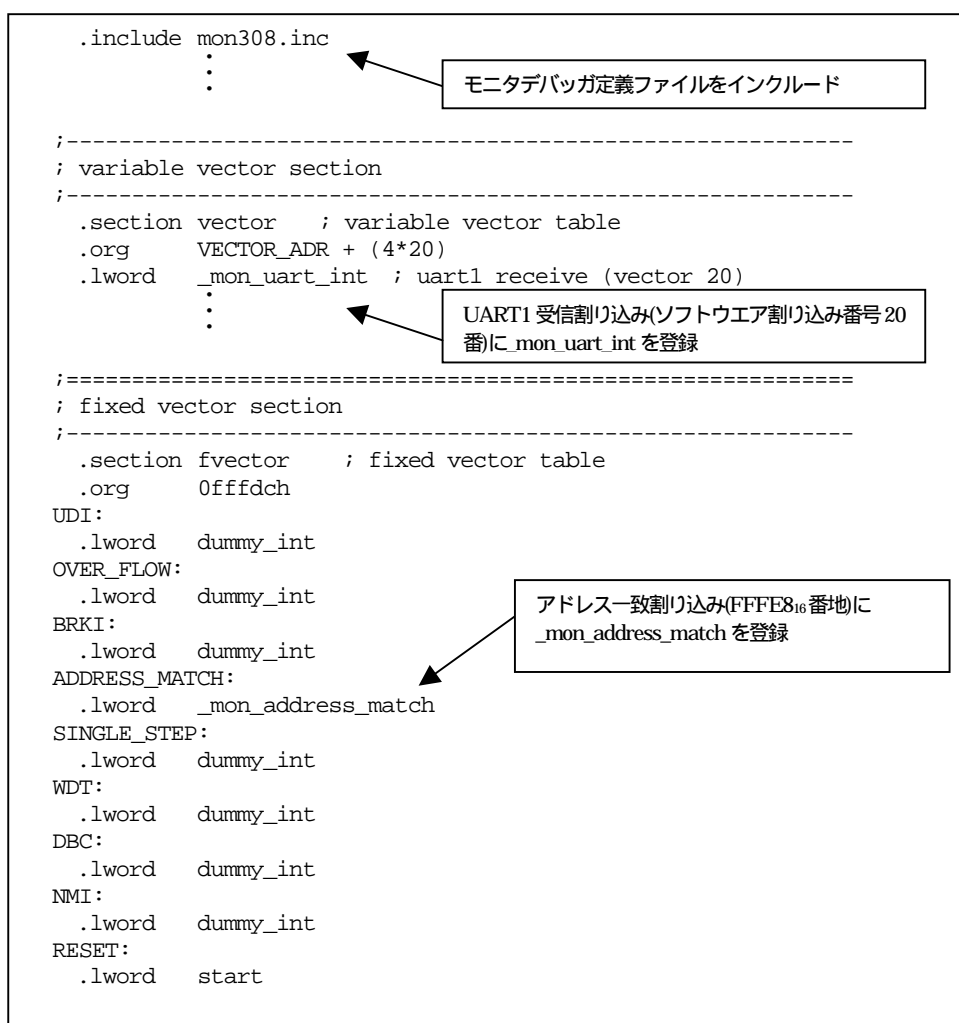 .include mon308.inc
モニタデバッガ定義ファイルをインクルード
;------------------------------------------------------------
; variable vector section
;------------------------------------------------------------
.section vector ; variable vector table
.org VECTOR_ADR + (4*20)
.lword _mon_uart_int ; uart1 receive (vector 20)
UART1 受信割り込み(ソフトウエア割り込み番号 20
番)に_mon_uart_int を登録
;============================================================
; fixed vector section
;------------------------------------------------------------
.section fvector ; fixed vector table
.org 0fffdch
UDI:
.lword dummy_int
OVER_FLOW:
.lword dummy_int
BRKI:
.lword dummy_int
アドレス一致割り込み(FFFE8₁₆番地)に
_mon_address_match を登録
ADDRESS_MATCH:
.lword _mon_address_match
SINGLE_STEP:
.lword dummy_int
WDT:
.lword dummy_int
DBC:
.lword dummy_int
NMI:
.lword dummy_int
RESET:
.lword start